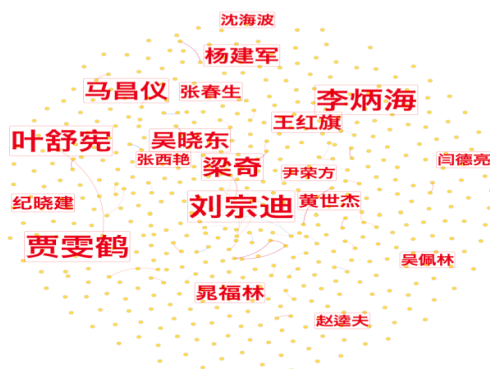 沈海波
杨建军
马昌仪
张春生
李炳海
王红旗
叶舒宪
吴晓东
张西艳
梁奇
尹荣方
闫德亮
纪晓建
刘宗迪
黄世杰
贾雯鹤
吴佩林
晁福林
赵逵夫